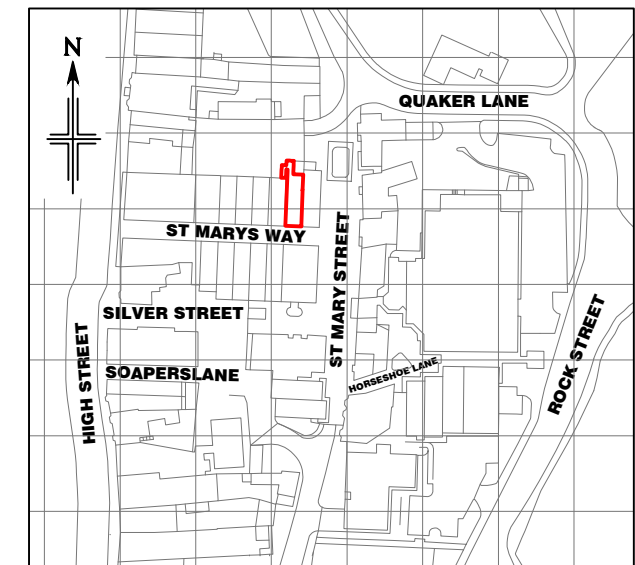 N
QUAKER LANE
ST MARYS WAY
ST MARY STREET
SILVER STREET
HIGH STREET
SOAPERSLANE
HORSESHOE LANE
ROCK STREET